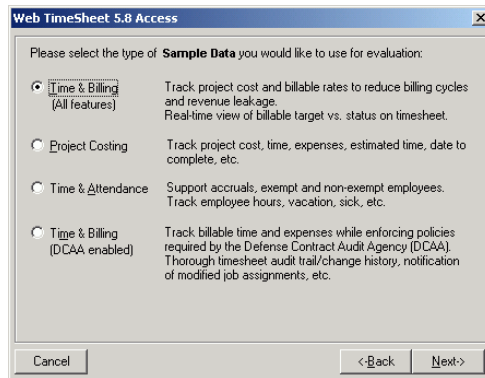 Web TimeSheet 5.8 Access
Please select the type of Sample Data you would like to use for evaluation:
Time & Billing
(All features)
Track project cost and billable rates to reduce billing cycles
and revenue leakage.
Real-time view of billable target vs. status on timesheet.
Project Costing
Track project cost, time, expenses, estimated time, date to
complete, etc.
Time & Attendance
Support accruals, exempt and non-exempt employees.
Track employee hours, vacation, sick, etc.
Time & Billing
(DCAA enabled)
Track billable time and expenses while enforcing policies
required by the Defense Contract Audit Agency (DCAA).
Thorough timesheet audit trail/change history, notification
of modified job assignments, etc.
Cancel
<-Back
Next->